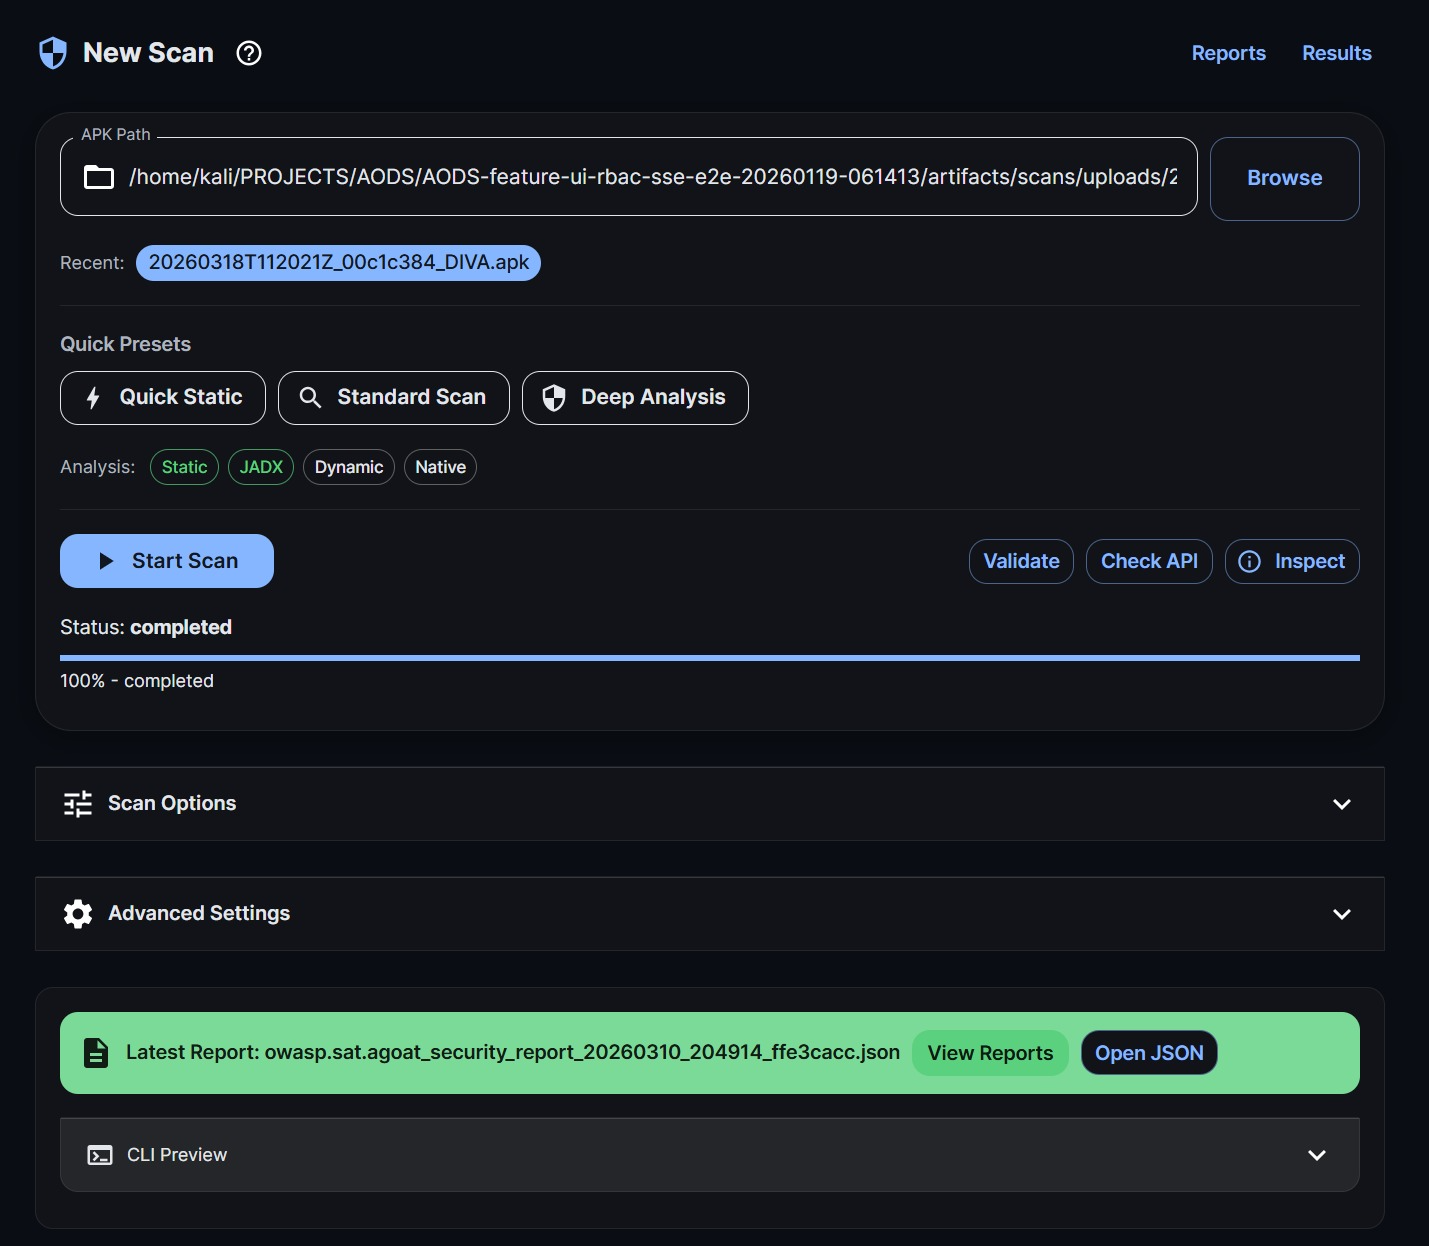 New Scan
Reports Results
APK Path
/home/kali/PROJECTS/AODS/AODS-feature-ui-rbac-sse-e2e-20260119-061413/artifacts/scans/uploads/2
Browse
Recent: 20260318T112021Z_00c1c384_DIVA.apk
Quick Presets
Quick Static Standard Scan Deep Analysis
Analysis: Static JADX Dynamic Native
Start Scan Validate Check API Inspect
Status: completed
100% - completed
Scan Options
Advanced Settings
Latest Report: owasp.sat.agoat_security_report_20260310_204914_ffe3cacc.json View Reports Open JSON
CLI Preview